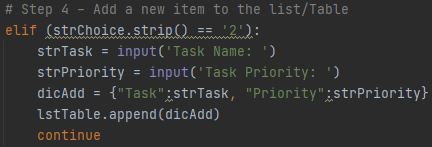 # Step 4 - Add a new item to the list/Table
elif (strChoice.strip() == '2'):
    strTask = input('Task Name: ')
    strPriority = input('Task Priority: ')
    dicAdd = {"Task":strTask, "Priority":strPriority}
    lstTable.append(dicAdd)
    continue